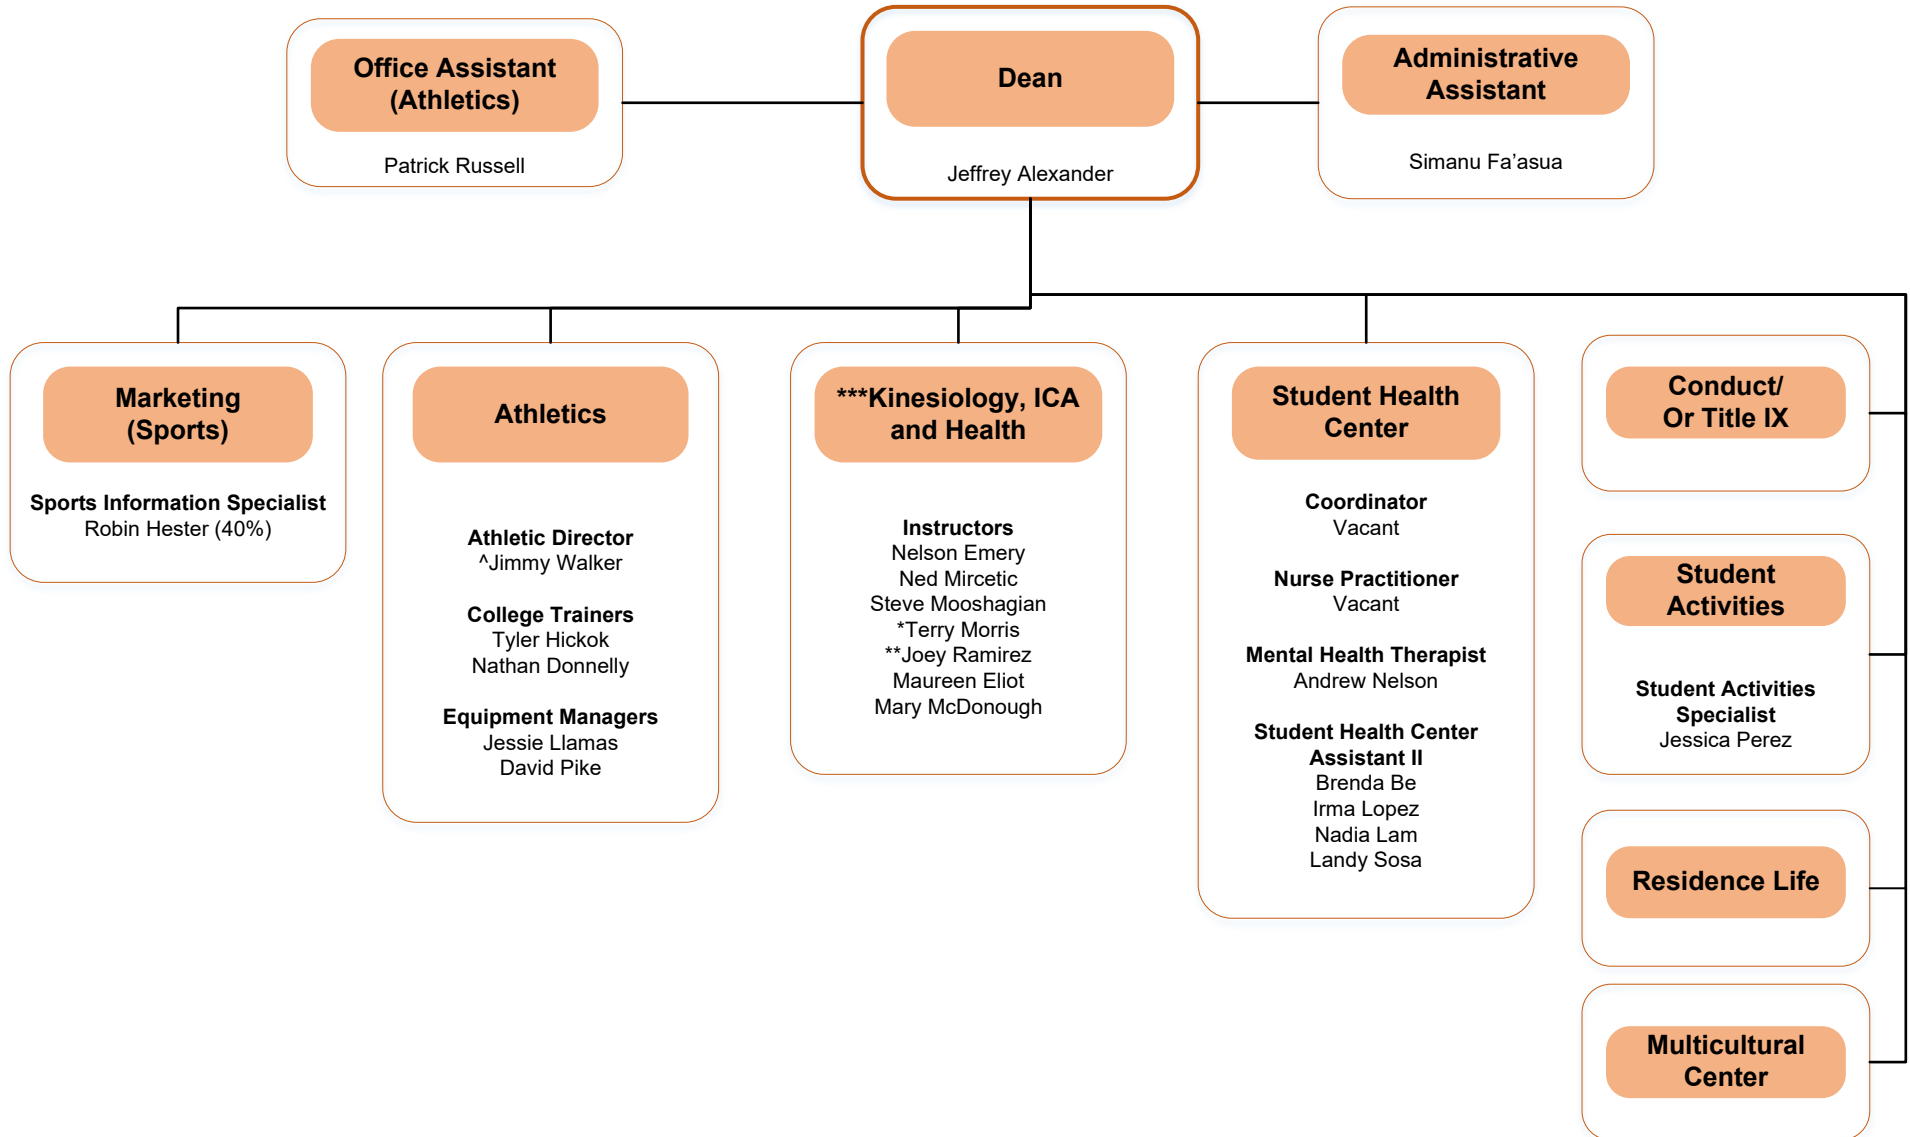 Office Assistant
(Athletics)
Patrick Russell
Dean
Jeffrey Alexander
Administrative
Assistant
Simanu Fa’asua
Marketing
(Sports)
Sports Information Specialist
Robin Hester (40%)
Athletics
Athletic Director
^Jimmy Walker
College Trainers
Tyler Hickok
Nathan Donnelly
Equipment Managers
Jessie Llamas
David Pike
***Kinesiology, ICA
and Health
Instructors
Nelson Emery
Ned Mircetic
Steve Mooshagian
*Terry Morris
**Joey Ramirez
Maureen Eliot
Mary McDonough
Student Health
Center
Coordinator
Vacant
Nurse Practitioner
Vacant
Mental Health Therapist
Andrew Nelson
Student Health Center
Assistant II
Brenda Be
Irma Lopez
Nadia Lam
Landy Sosa
Conduct/
Or Title IX
Student
Activities
Student Activities
Specialist
Jessica Perez
Residence Life
Multicultural
Center